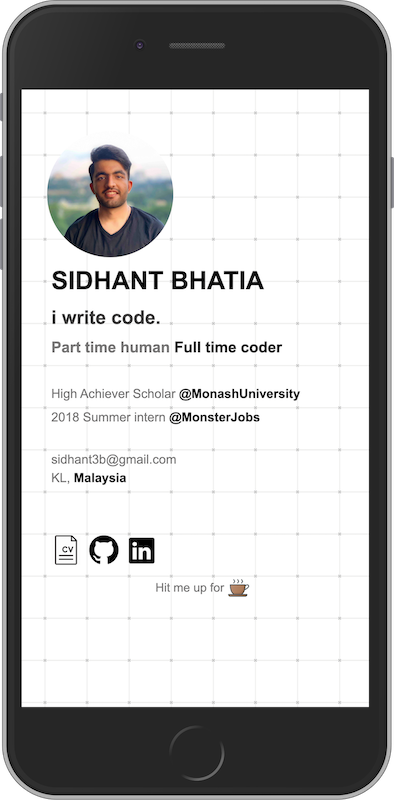 SIDHANT BHATIA
i write code.
Part time human Full time coder
High Achiever Scholar @MonashUniversity
2018 Summer intern @MonsterJobs
sidhant3b@gmail.com
KL, Malaysia
CV
in
Hit me up for